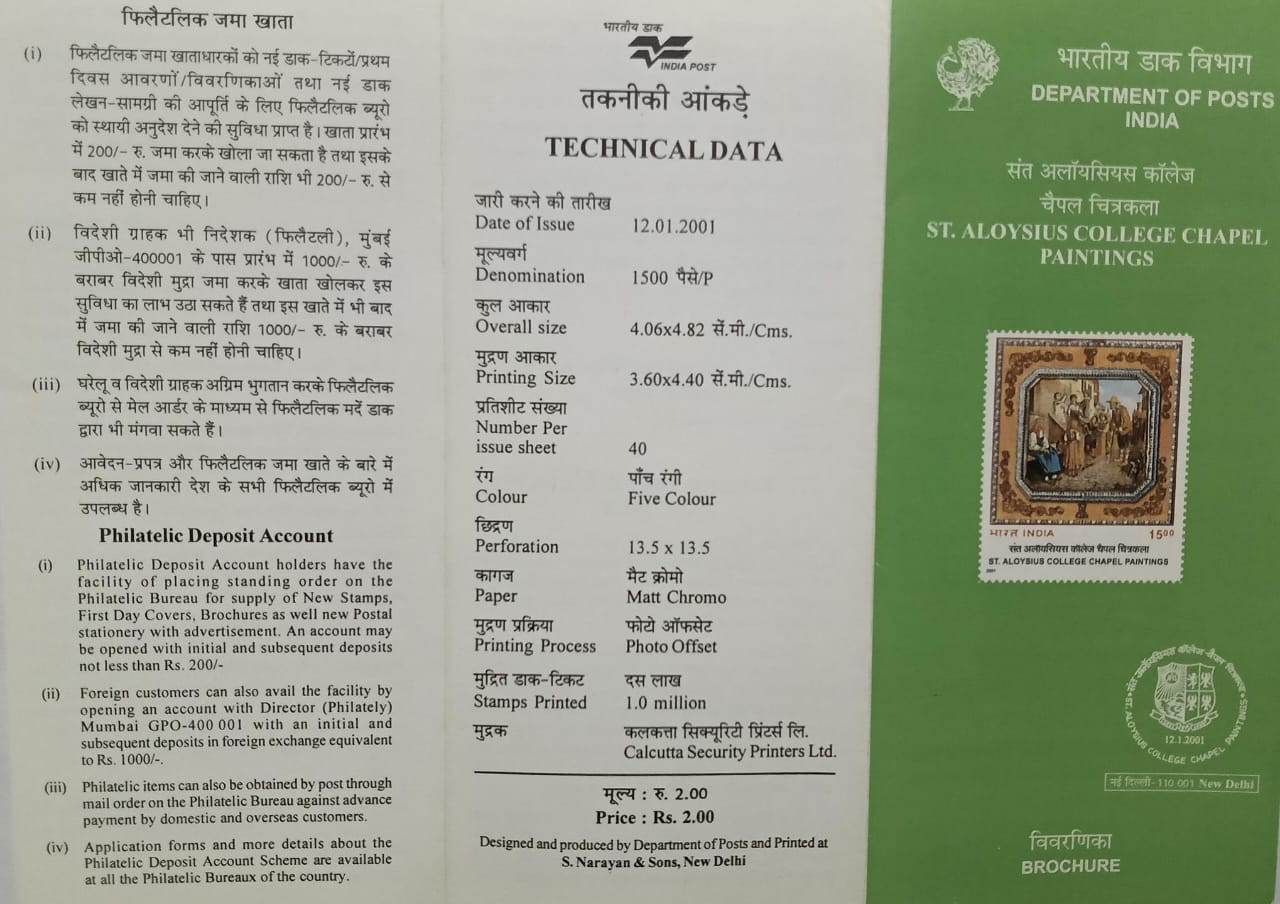 फिलैटलिक जमा खाता
(i) फिलैटलिक जमा खाताधारकों को नई डाक-टिकटों/प्रथम
दिवस आवरणों/विवरणिकाओं तथा नई डाक
लेखन-सामग्री की आपूर्ति के लिए फिलैटलिक ब्यूरो
को स्थायी अनुदेश देने की सुविधा प्राप्त है। खाता प्रारंभ
में 200/- रु. जमा करके खोला जा सकता है तथा इसके
बाद खाते में जमा की जाने वाली राशि भी 200/- रु. से
कम नहीं होनी चाहिए।
(ii) विदेशी ग्राहक भी निदेशक (फिलैटली), मुंबई
जीपीओ-400001 के पास प्रारंभ में 1000/- रु. के
बराबर विदेशी मुद्रा जमा करके खाता खोलकर इस
सुविधा का लाभ उठा सकते हैं तथा इस खाते में भी बाद
में जमा की जाने वाली राशि 1000/- रु. के बराबर
विदेशी मुद्रा से कम नहीं होनी चाहिए।
(iii) घरेलू व विदेशी ग्राहक अग्रिम भुगतान करके फिलैटलिक
ब्यूरो से मेल आर्डर के माध्यम से फिलैटलिक मदें डाक
द्वारा भी मंगवा सकते हैं।
(iv) आवेदन-प्रपत्र और फिलैटलिक जमा खाते के बारे में
अधिक जानकारी देश के सभी फिलैटलिक ब्यूरो में
उपलब्ध है।
Philatelic Deposit Account
(i) Philatelic Deposit Account holders have the
facility of placing standing order on the
Philatelic Bureau for supply of New Stamps,
First Day Covers, Brochures as well new Postal
stationery with advertisement. An account may
be opened with initial and subsequent deposits
not less than Rs. 200/-
(ii) Foreign customers can also avail the facility by
opening an account with Director (Philately)
Mumbai GPO-400 001 with an initial and
subsequent deposits in foreign exchange equivalent
to Rs. 1000/-.
(iii) Philatelic items can also be obtained by post through
mail order on the Philatelic Bureau against advance
payment by domestic and overseas customers.
(iv) Application forms and more details about the
Philatelic Deposit Account Scheme are available
at all the Philatelic Bureaux of the country.
भारतीय डाक
INDIA POST
तकनीकी आंकड़े
TECHNICAL DATA
जारी करने की तारीख
Date of Issue 12.01.2001
मूल्यवर्ग
Denomination 1500 पैसे/P
कुल आकार
Overall size 4.06x4.82 सें.मी./Cms.
मुद्रण आकार
Printing Size 3.60x4.40 सें.मी./Cms.
प्रतिशीट संख्या
Number Per
issue sheet 40
रंग पाँच रंगी
Colour Five Colour
छिद्रण
Perforation 13.5 x 13.5
कागज मैट क्रोमो
Paper Matt Chromo
मुद्रण प्रक्रिया फोटो ऑफसेट
Printing Process Photo Offset
मुद्रित डाक-टिकट दस लाख
Stamps Printed 1.0 million
मुद्रक कलकत्ता सिक्यूरिटी प्रिंटर्स लि.
Calcutta Security Printers Ltd.
मूल्य : रु. 2.00
Price : Rs. 2.00
Designed and produced by Department of Posts and Printed at
S. Narayan & Sons, New Delhi
भारतीय डाक विभाग
DEPARTMENT OF POSTS
INDIA
संत अलॉयसियस कॉलेज
चैपल चित्रकला
ST. ALOYSIUS COLLEGE CHAPEL
PAINTINGS
भारत INDIA 1500
संत अलॉयसियस कॉलेज चैपल चित्रकला
ST. ALOYSIUS COLLEGE CHAPEL PAINTINGS
2001
संत अलॉयसियस कॉलेज चैपल चित्रकला
ST. ALOYSIUS COLLEGE CHAPEL PAINTINGS
12.1.2001
नई दिल्ली-110 001 New Delhi
विवरणिका
BROCHURE